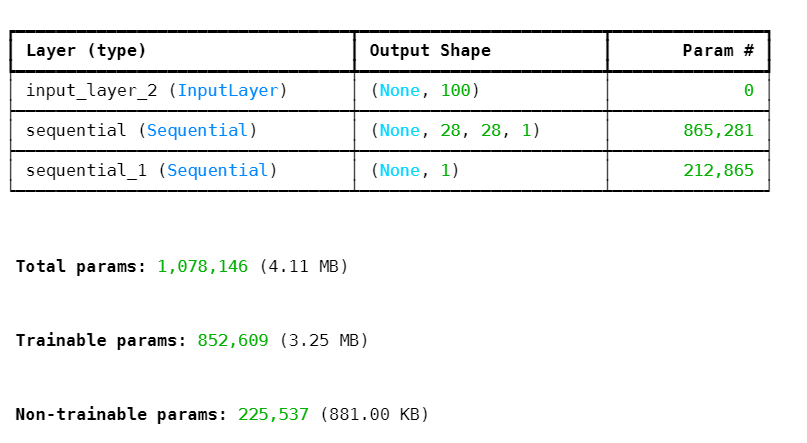 Layer (type) Output Shape Param #
input_layer_2 (InputLayer) (None, 100) 0
sequential (Sequential) (None, 28, 28, 1) 865,281
sequential_1 (Sequential) (None, 1) 212,865
Total params: 1,078,146 (4.11 MB)
Trainable params: 852,609 (3.25 MB)
Non-trainable params: 225,537 (881.00 KB)